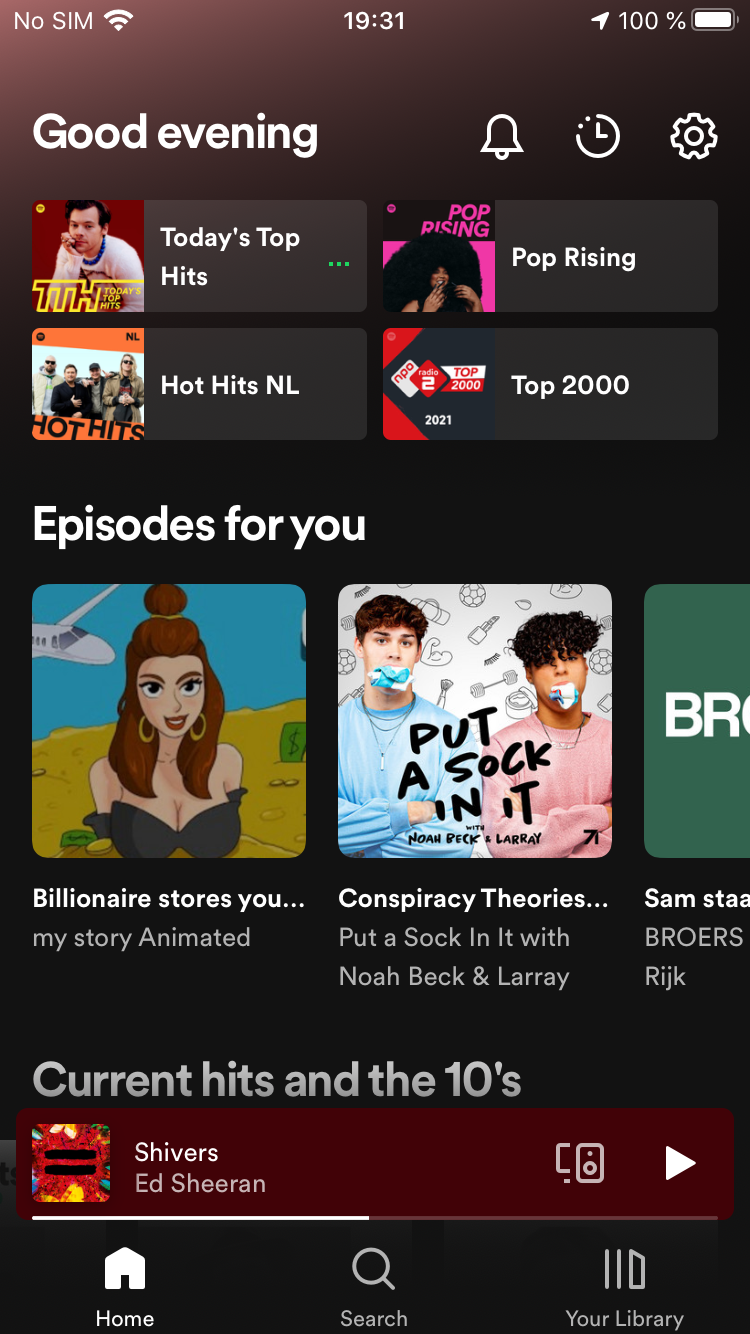 No SIM 19:31 100 %
Good evening
TTH TODAY'S TOP HITS
Today's Top
Hits
...
POP
RISING
Pop Rising
NL
HOT HITS
Hot Hits NL
npo radio 2 TOP 2000
2021
Top 2000
Episodes for you
$
PUT
A SOCK
IN IT
WITH
NOAH BECK & LARRAY
BRO
Billionaire stores you...
my story Animated
Conspiracy Theories...
Put a Sock In It with
Noah Beck & Larray
Sam staa
BROERS
Rijk
Current hits and the 10's
Shivers
Ed Sheeran
Home
Search
Your Library